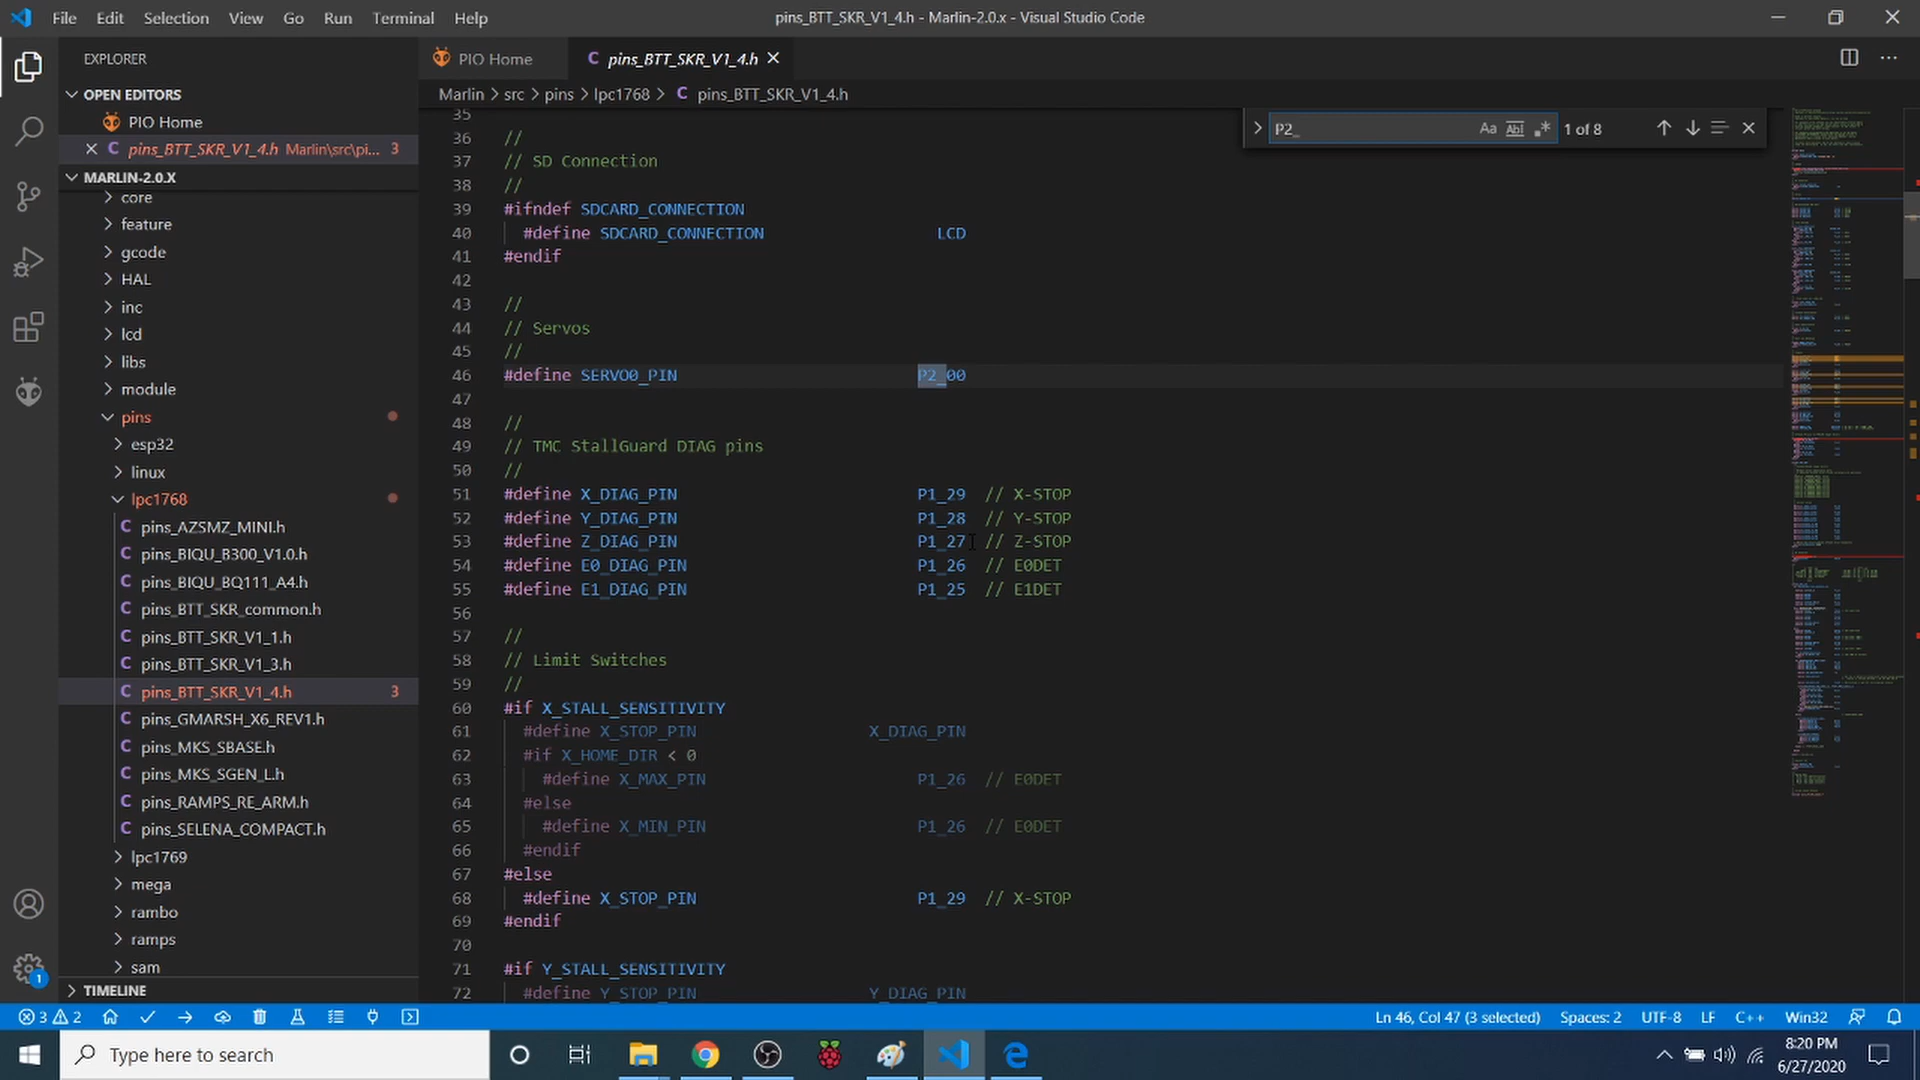 File Edit Selection View Go Run Terminal Help
pins_BTT_SKR_V1_4.h - Marlin-2.0.x - Visual Studio Code
EXPLORER
OPEN EDITORS
PIO Home
pins_BTT_SKR_V1_4.h Marlin\src\pi... 3
MARLIN-2.0.X
core
feature
gcode
HAL
inc
lcd
libs
module
pins
esp32
linux
lpc1768
pins_AZSMZ_MINI.h
pins_BIQU_B300_V1.0.h
pins_BIQU_BQ111_A4.h
pins_BTT_SKR_common.h
pins_BTT_SKR_V1_1.h
pins_BTT_SKR_V1_3.h
pins_BTT_SKR_V1_4.h 3
pins_GMARSH_X6_REV1.h
pins_MKS_SBASE.h
pins_MKS_SGEN_L.h
pins_RAMPS_RE_ARM.h
pins_SELENA_COMPACT.h
lpc1769
mega
rambo
ramps
sam
TIMELINE
1
PIO Home
C pins_BTT_SKR_V1_4.h
Marlin > src > pins > lpc1768 > C pins_BTT_SKR_V1_4.h
P2_ Aa Abl .* 1 of 8
35
36 //
37 // SD Connection
38 //
39 #ifndef SDCARD_CONNECTION
40 #define SDCARD_CONNECTION LCD
41 #endif
42
43 //
44 // Servos
45 //
46 #define SERVO0_PIN P2_00
47
48 //
49 // TMC StallGuard DIAG pins
50 //
51 #define X_DIAG_PIN P1_29 // X-STOP
52 #define Y_DIAG_PIN P1_28 // Y-STOP
53 #define Z_DIAG_PIN P1_27 // Z-STOP
54 #define E0_DIAG_PIN P1_26 // E0DET
55 #define E1_DIAG_PIN P1_25 // E1DET
56
57 //
58 // Limit Switches
59 //
60 #if X_STALL_SENSITIVITY
61 #define X_STOP_PIN X_DIAG_PIN
62 #if X_HOME_DIR < 0
63 #define X_MAX_PIN P1_26 // E0DET
64 #else
65 #define X_MIN_PIN P1_26 // E0DET
66 #endif
67 #else
68 #define X_STOP_PIN P1_29 // X-STOP
69 #endif
70
71 #if Y_STALL_SENSITIVITY
72 #define Y_STOP_PIN Y_DIAG_PIN
3 2
Ln 46, Col 47 (3 selected) Spaces: 2 UTF-8 LF C++ Win32
Type here to search
8:20 PM
6/27/2020